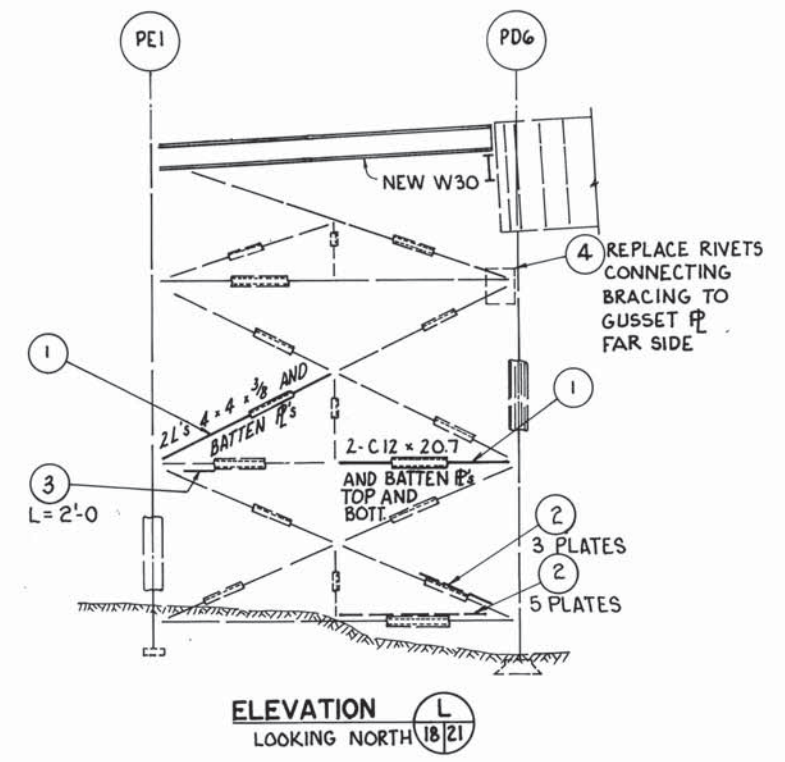 PE1
PD6
NEW W30
4
REPLACE RIVETS
CONNECTING
BRACING TO
GUSSET PL
FAR SIDE
1
2L's 4 x 4 x 3/8 AND
BATTEN PL's
1
2-C12 x 20.7
AND BATTEN PL's
TOP AND
BOTT.
3
L=2'-0
2
3 PLATES
2
5 PLATES
ELEVATION
LOOKING NORTH
L
18 21